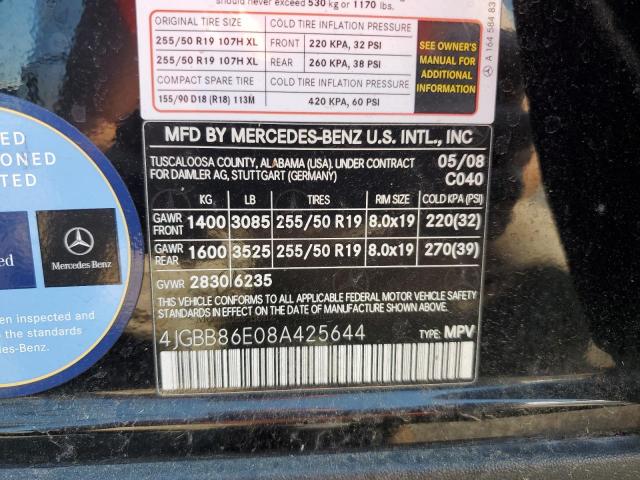 should never exceed 530 kg or 1170 lbs.
ORIGINAL TIRE SIZE COLD TIRE INFLATION PRESSURE
255/50 R19 107H XL FRONT 220 KPA, 32 PSI
255/50 R19 107H XL REAR 260 KPA, 38 PSI
COMPACT SPARE TIRE COLD TIRE INFLATION PRESSURE
155/90 D18 (R18) 113M 420 KPA, 60 PSI
SEE OWNER'S
MANUAL FOR
ADDITIONAL
INFORMATION
A 164 584 83
MFD BY MERCEDES-BENZ U.S. INTL., INC
TUSCALOOSA COUNTY, ALABAMA (USA). UNDER CONTRACT
FOR DAIMLER AG, STUTTGART (GERMANY)
05/08
C040
KG LB TIRES RIM SIZE COLD KPA (PSI)
GAWR FRONT 1400 3085 255/50 R19 8.0x19 220(32)
GAWR REAR 1600 3525 255/50 R19 8.0x19 270(39)
GVWR 2830 6235
THIS VEHICLE CONFORMS TO ALL APPLICABLE FEDERAL MOTOR VEHICLE SAFETY
STANDARDS IN EFFECT ON THE DATE OF MANUFACTURE SHOWN ABOVE.
4JGBB86E08A425644 TYPE: MPV
Mercedes-Benz
een inspected and
to the standards
des-Benz.